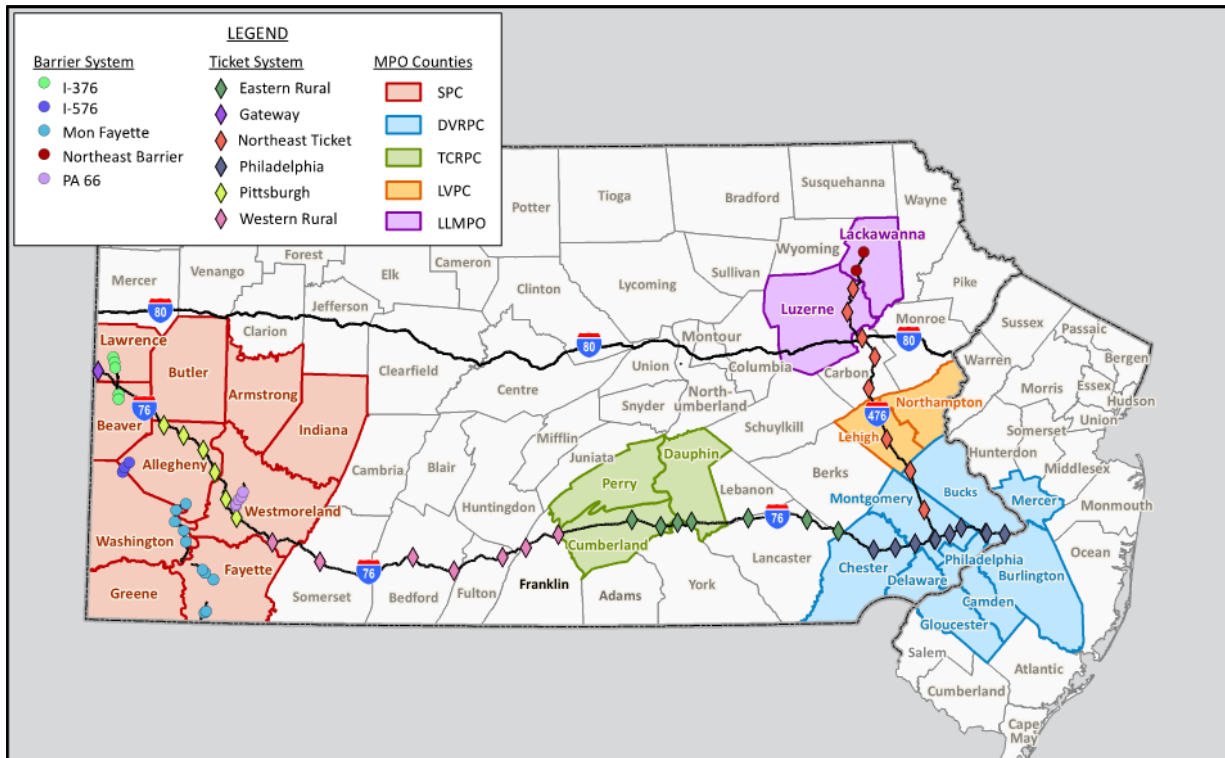 LEGEND
Barrier System
I-376
I-576
Mon Fayette
Northeast Barrier
PA 66
Ticket System
Eastern Rural
Gateway
Northeast Ticket
Philadelphia
Pittsburgh
Western Rural
MPO Counties
SPC
DVRPC
TCRPC
LVPC
LLMPO
Tioga
Bradford
Susquehanna
Wayne
Potter
Wyoming
Lackawanna
Forest
Mercer
Venango
Elk
Cameron
Clinton
Lycoming
Sullivan
Pike
Jefferson
Luzerne
80
Clarion
Monroe
Sussex
Passaic
Lawrence
80
Montour
80
Bergen
Butler
Clearfield
Union
Columbia
Carbon
Warren
Essex
Armstrong
Centre
North-
umberland
Morris
Hudson
76
Snyder
476
Northampton
Union
Beaver
Indiana
Mifflin
Schuylkill
Lehigh
Somerset
Allegheny
Cambria
Blair
Juniata
Dauphin
Hunterdon
Middlesex
Perry
Berks
Westmoreland
Huntingdon
Lebanon
Montgomery
Bucks
Mercer
Monmouth
76
Washington
Cumberland
Lancaster
Ocean
Fayette
76
Chester
Philadelphia
Greene
Somerset
Bedford
Fulton
Franklin
Adams
York
Delaware
Burlington
Camden
Gloucester
Salem
Atlantic
Cumberland
Cape
May